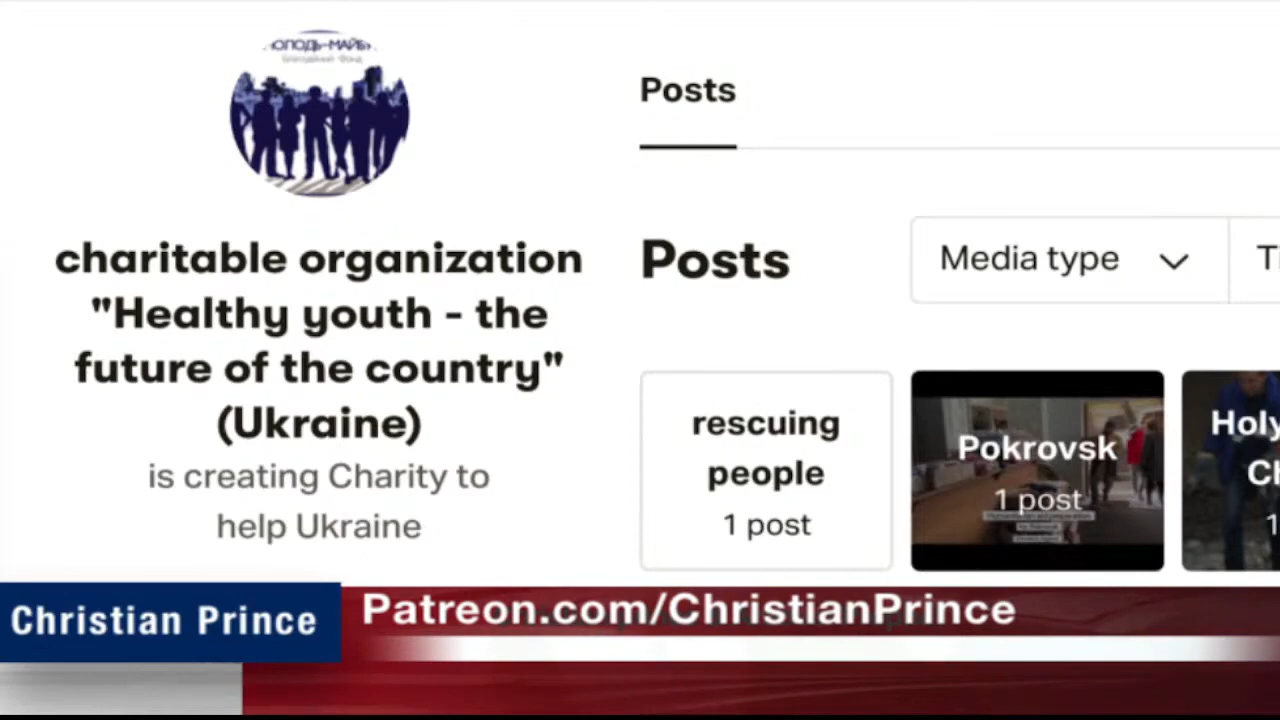 Posts
charitable organization
"Healthy youth - the
future of the country"
(Ukraine)
is creating Charity to
help Ukraine
Posts
Media type
rescuing
people
1 post
Pokrovsk
1 post
Holy
Christian Prince
Patreon.com/ChristianPrince